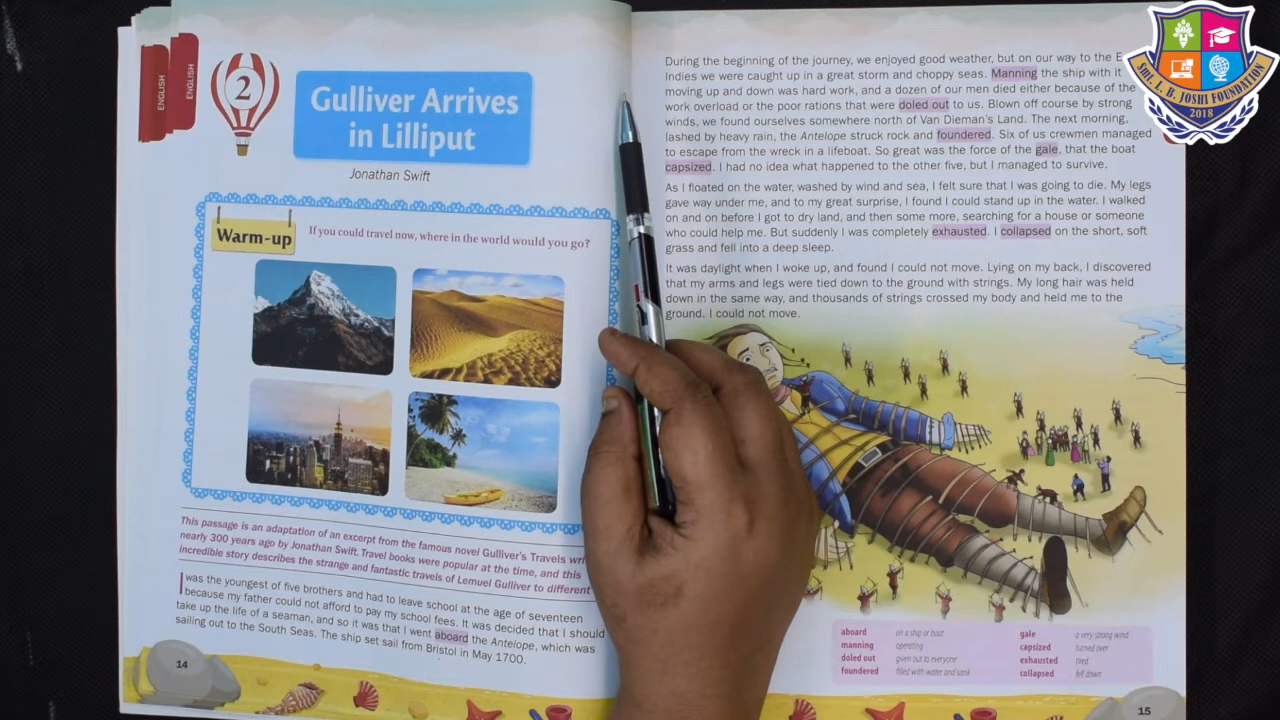 ENGLISH
ENGLISH
2
Gulliver Arrives
in Lilliput
Jonathan Swift
Warm-up
If you could travel now, where in the world would you go?
This passage is an adaptation of an excerpt from the famous novel Gulliver's Travels
nearly 300 years ago by Jonathan Swift. Travel books were popular at the time, and this
incredible story describes the strange and fantastic travels of Lemuel Gulliver to different
I was the youngest of five brothers and had to leave school at the age of seventeen
because my father could not afford to pay my school fees. It was decided that I should
take up the life of a seaman, and so it was that I went aboard the Antelope, which was
sailing out to the South Seas. The ship set sail from Bristol in May 1700.
14
During the beginning of the journey, we enjoyed good weather, but on our way to the
Indies we were caught up in a great storm and choppy seas. Manning the ship with it
moving up and down was hard work, and a dozen of our men died either because of the
work overload or the poor rations that were doled out to us. Blown off course by strong
winds, we found ourselves somewhere north of Van Dieman's Land. The next morning,
lashed by heavy rain, the Antelope struck rock and foundered. Six of us crewmen managed
to escape from the wreck in a lifeboat. So great was the force of the gale, that the boat
capsized. I had no idea what happened to the other five, but I managed to survive.
As I floated on the water, washed by wind and sea, I felt sure that I was going to die. My legs
gave way under me, and to my great surprise, I found I could stand up in the water. I walked
on and on before I got to dry land, and then some more, searching for a house or someone
who could help me. But suddenly I was completely exhausted. I collapsed on the short, soft
grass and fell into a deep sleep.
It was daylight when I woke up, and found I could not move. Lying on my back, I discovered
that my arms and legs were tied down to the ground with strings. My long hair was held
down in the same way, and thousands of strings crossed my body and held me to the
ground. I could not move.
aboard on a ship or boat
manning operating
doled out given out to everyone
foundered filled with water and sank
gale a very strong wind
capsized turned over
exhausted tired
collapsed fell down
15
SMT. L. B. JOSHI FOUNDATION
2018